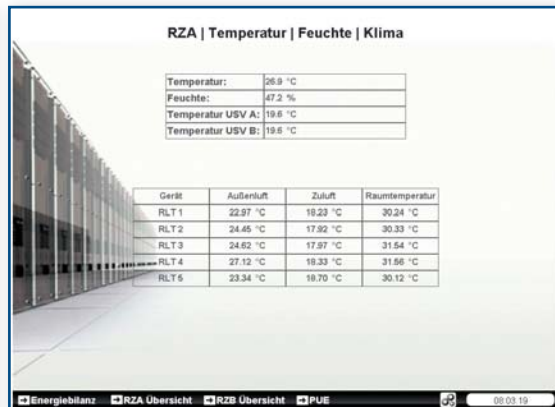 RZA | Temperatur | Feuchte | Klima
Temperatur: 26.9 °C
Feuchte: 47.2 %
Temperatur USV A: 19.6 °C
Temperatur USV B: 19.6 °C
Gerät Außenluft Zuluft Raumtemperatur
RLT 1 22.97 °C 18.23 °C 30.24 °C
RLT 2 24.45 °C 17.92 °C 30.33 °C
RLT 3 24.62 °C 17.97 °C 31.54 °C
RLT 4 27.12 °C 18.33 °C 31.56 °C
RLT 5 23.34 °C 18.70 °C 30.12 °C
Energiebilanz RZA Übersicht RZB Übersicht PUE 08:03:19